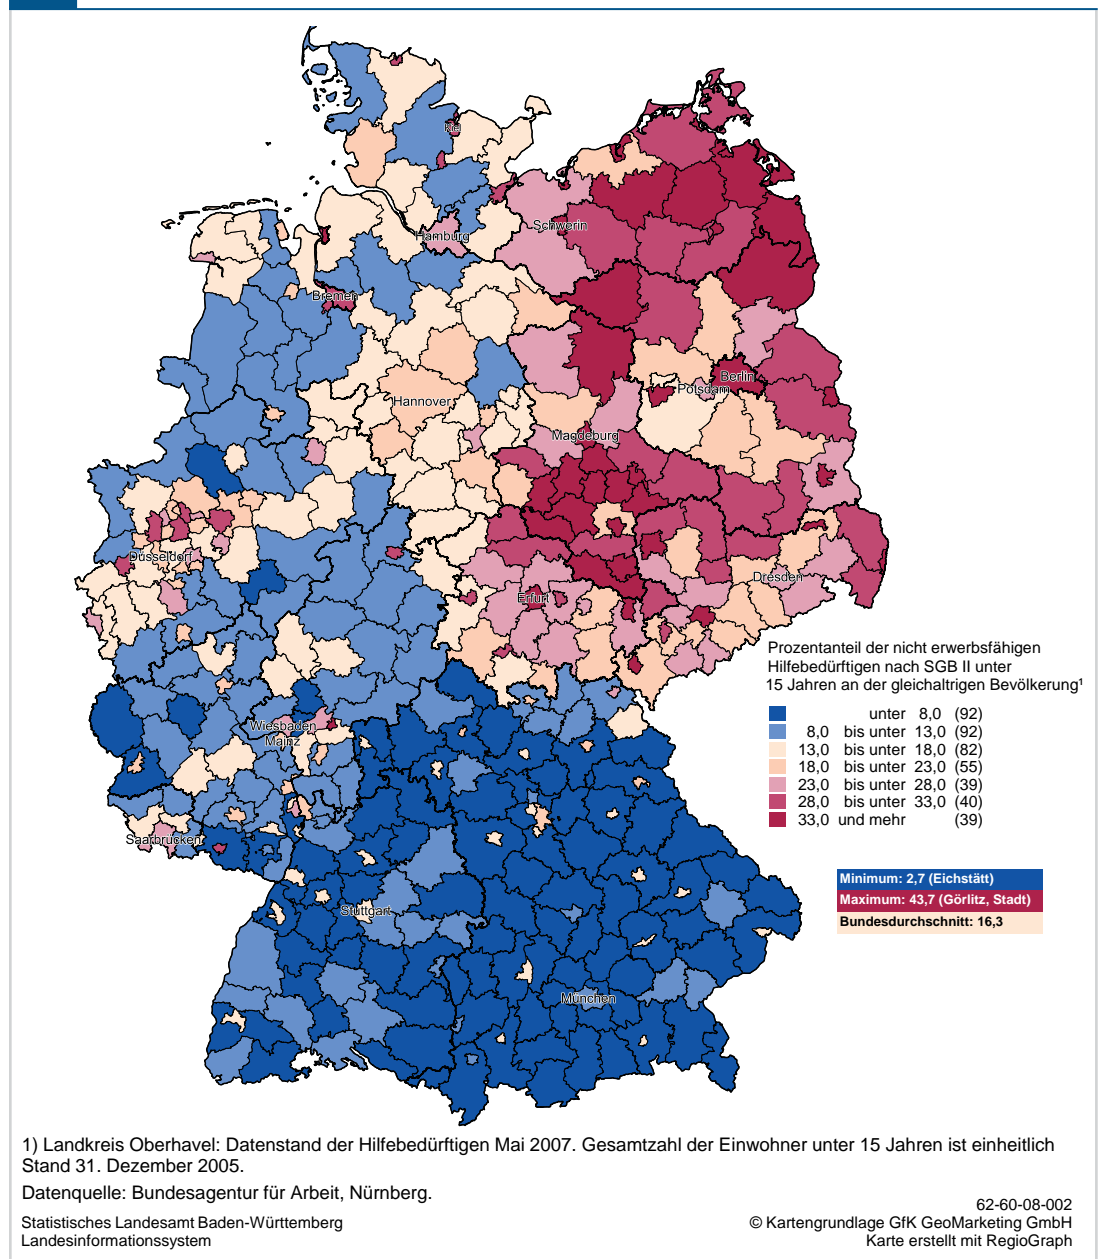 Kiel
Schwerin
Hamburg
Bremen
Berlin
Potsdam
Hannover
Magdeburg
Düsseldorf
Dresden
Erfurt
Wiesbaden
Mainz
Saarbrücken
Stuttgart
München
Prozentanteil der nicht erwerbsfähigen
Hilfebedürftigen nach SGB II unter
15 Jahren an der gleichaltrigen Bevölkerung¹
unter 8,0 (92)
8,0 bis unter 13,0 (92)
13,0 bis unter 18,0 (82)
18,0 bis unter 23,0 (55)
23,0 bis unter 28,0 (39)
28,0 bis unter 33,0 (40)
33,0 und mehr (39)
Minimum: 2,7 (Eichstätt)
Maximum: 43,7 (Görlitz, Stadt)
Bundesdurchschnitt: 16,3
1) Landkreis Oberhavel: Datenstand der Hilfebedürftigen Mai 2007. Gesamtzahl der Einwohner unter 15 Jahren ist einheitlich
Stand 31. Dezember 2005.
Datenquelle: Bundesagentur für Arbeit, Nürnberg.
Statistisches Landesamt Baden-Württemberg
Landesinformationssystem
62-60-08-002
© Kartengrundlage GfK GeoMarketing GmbH
Karte erstellt mit RegioGraph